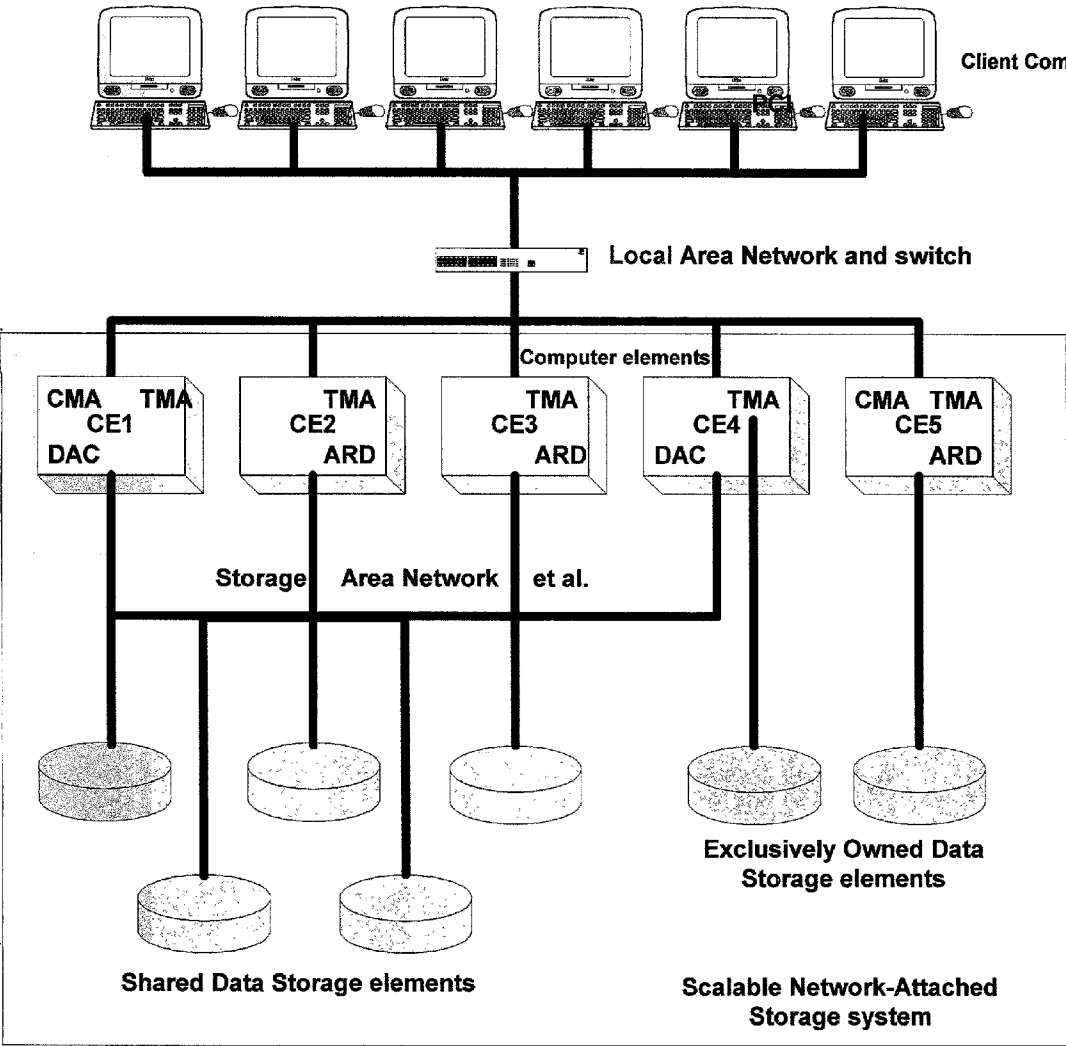 Client Com
PCI
Local Area Network and switch
Computer elements
CMA TMA
CE1
DAC
TMA
CE2
ARD
TMA
CE3
ARD
TMA
CE4
DAC
CMA TMA
CE5
ARD
Storage Area Network et al.
Exclusively Owned Data
Storage elements
Shared Data Storage elements
Scalable Network-Attached
Storage system